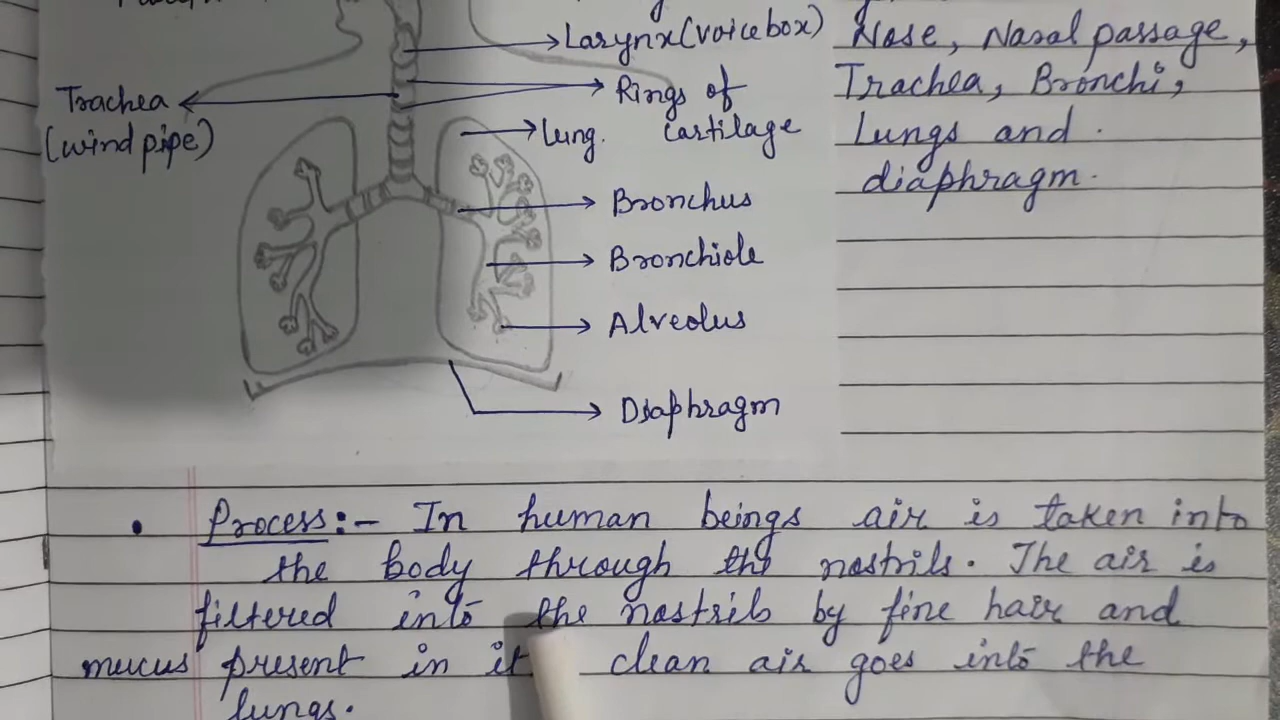 Larynx (voice box)
Nose, Nasal passage,
Trachea
(wind pipe)
Rings of
cartilage
Trachea, Bronchi,
Lung.
Lungs and
diaphragm.
Bronchus
Bronchiole
Alveolus
Diaphragm
• Process:- In human beings air is taken into
the body through the nostrils. The air is
filtered into the nostrils by fine hair and
mucus present in it clean air goes into the
lungs.